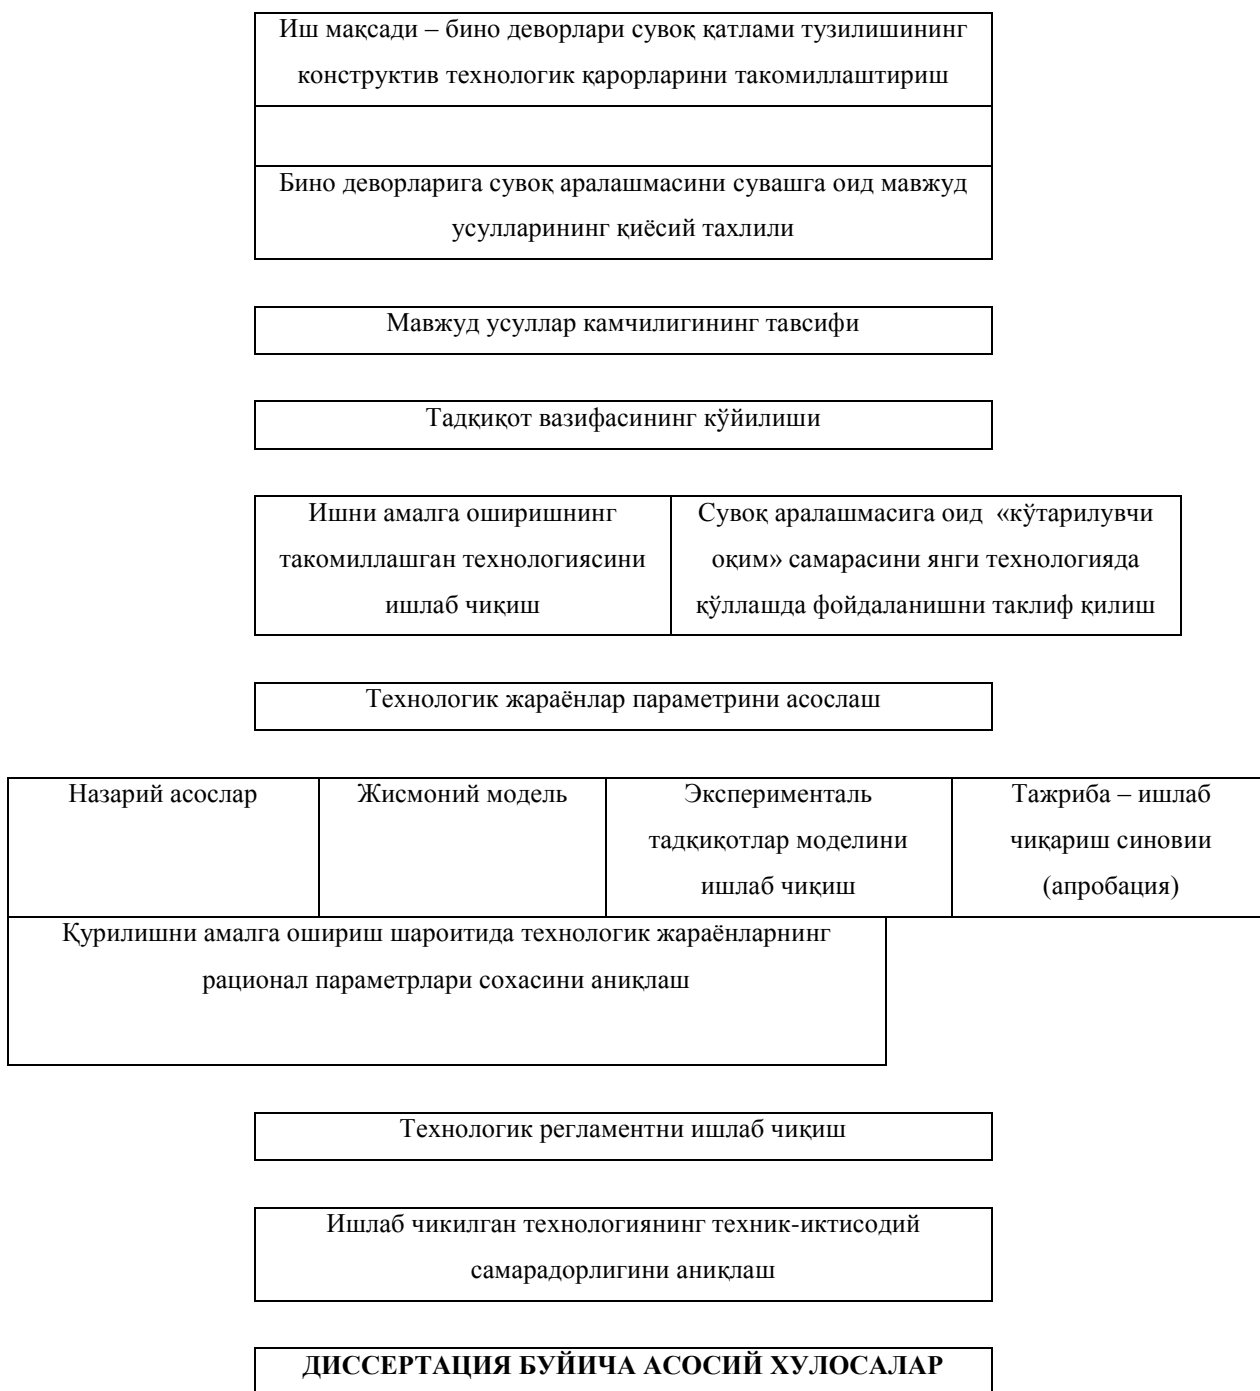 Иш мақсади – бино деворлари сувоқ қатлами тузилишининг
конструктив технологик қарорларини такомиллаштириш
Бино деворларига сувоқ аралашмасини сувашга оид мавжуд
усулларининг қиёсий тахлили
Мавжуд усуллар камчилигининг тавсифи
Тадқиқот вазифасининг кўйилиши
Ишни амалга оширишнинг
такомиллашган технологиясини
ишлаб чиқиш
Сувоқ аралашмасига оид «кўтарилувчи
оқим» самарасини янги технологияда
қўллашда фойдаланишни таклиф қилиш
Технологик жараёнлар параметрини асослаш
Назарий асослар
Жисмоний модель
Эксперименталь
тадқиқотлар моделини
ишлаб чиқиш
Тажриба – ишлаб
чиқариш синовии
(апробация)
Қурилишни амалга ошириш шароитида технологик жараёнларнинг
рационал параметрлари сохасини аниқлаш
Технологик регламентни ишлаб чиқиш
Ишлаб чикилган технологиянинг техник-иктисодий
самарадорлигини аниқлаш
ДИССЕРТАЦИЯ БУЙИЧА АСОСИЙ ХУЛОСАЛАР